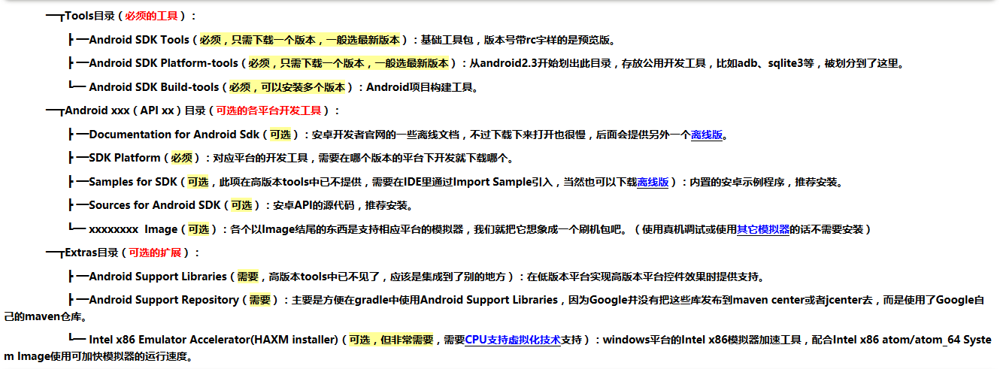 ━┳Tools目录（必须的工具）：
┣ ━Android SDK Tools（必须，只需下载一个版本，一般选最新版本）：基础工具包，版本号带rc字样的是预览版。
┣ ━Android SDK Platform-tools（必须，只需下载一个版本，一般选最新版本）：从android2.3开始划出此目录，存放公用开发工具，比如adb、sqlite3等，被划分到了这里。
┗━ Android SDK Build-tools（必须，可以安装多个版本）：Android项目构建工具。
━┳Android xxx（API xx）目录（可选的各平台开发工具）：
┣ ━Documentation for Android Sdk（可选）：安卓开发者官网的一些离线文档，不过下载下来打开也很慢，后面会提供另外一个离线版。
┣ ━SDK Platform（必须）：对应平台的开发工具，需要在哪个版本的平台下开发就下载哪个。
┣ ━Samples for SDK（可选，此项在高版本tools中已不提供，需要在IDE里通过Import Sample引入，当然也可以下载离线版）：内置的安卓示例程序，推荐安装。
┣ ━Sources for Android SDK（可选）：安卓API的源代码，推荐安装。
┗━ xxxxxxxx Image（可选）：各个以Image结尾的东西是支持相应平台的模拟器，我们就把它想象成一个刷机包吧。（使用真机调试或使用其它模拟器的话不需要安装）
━┳Extras目录（可选的扩展）：
┣ ━Android Support Libraries（需要，高版本tools中已不见了，应该是集成到了别的地方）：在低版本平台实现高版本平台控件效果时提供支持。
┣ ━Android Support Repository（需要）：主要是方便在gradle中使用Android Support Libraries，因为Google并没有把这些库发布到maven center或者jcenter去，而是使用了Google自
己的maven仓库。
┗━ Intel x86 Emulator Accelerator(HAXM installer)（可选，但非常需要，需要CPU支持虚拟化技术支持）：windows平台的Intel x86模拟器加速工具，配合Intel x86 atom/atom_64 Syste
m Image使用可加快模拟器的运行速度。